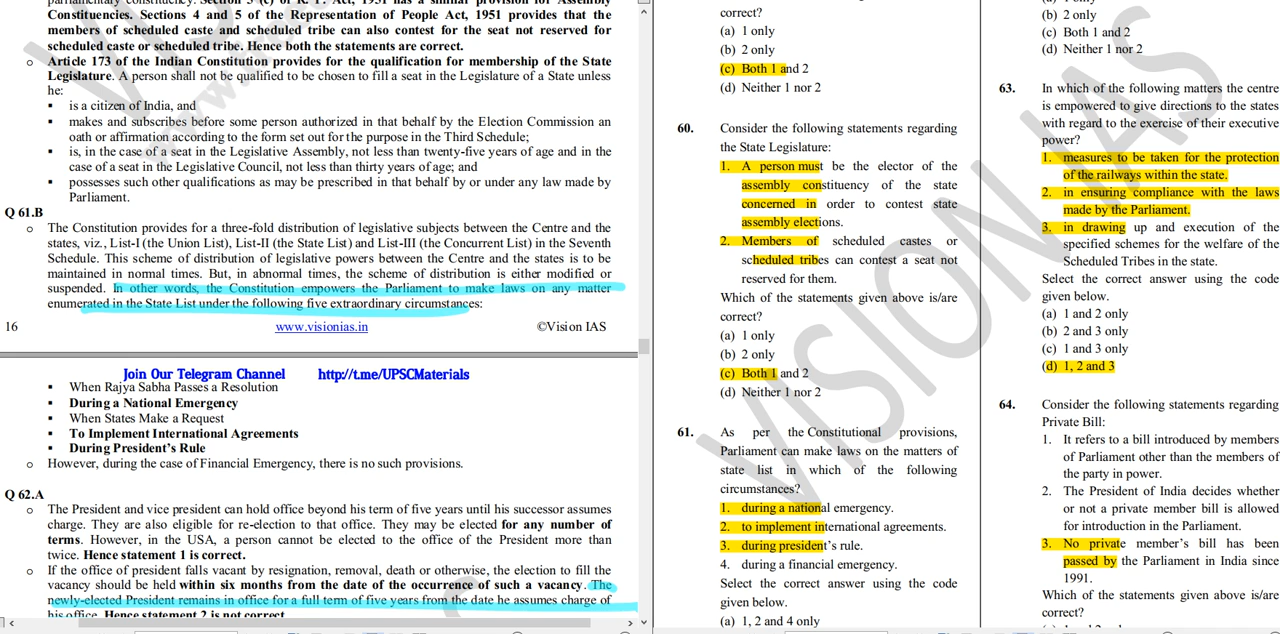 parliamentary constituency. Section 5 (c) of R. P. Act, 1951 has a similar provision for Assembly
Constituencies. Sections 4 and 5 of the Representation of People Act, 1951 provides that the
members of scheduled caste and scheduled tribe can also contest for the seat not reserved for
scheduled caste or scheduled tribe. Hence both the statements are correct.
o Article 173 of the Indian Constitution provides for the qualification for membership of the State
Legislature. A person shall not be qualified to be chosen to fill a seat in the Legislature of a State unless
he:
▪ is a citizen of India, and
▪ makes and subscribes before some person authorized in that behalf by the Election Commission an
oath or affirmation according to the form set out for the purpose in the Third Schedule;
▪ is, in the case of a seat in the Legislative Assembly, not less than twenty-five years of age and in the
case of a seat in the Legislative Council, not less than thirty years of age; and
▪ possesses such other qualifications as may be prescribed in that behalf by or under any law made by
Parliament.
Q 61.B
o The Constitution provides for a three-fold distribution of legislative subjects between the Centre and the
states, viz., List-I (the Union List), List-II (the State List) and List-III (the Concurrent List) in the Seventh
Schedule. This scheme of distribution of legislative powers between the Centre and the states is to be
maintained in normal times. But, in abnormal times, the scheme of distribution is either modified or
suspended. In other words, the Constitution empowers the Parliament to make laws on any matter
enumerated in the State List under the following five extraordinary circumstances:
16 www.visionias.in ©Vision IAS
Join Our Telegram Channel http://t.me/UPSCMaterials
▪ When Rajya Sabha Passes a Resolution
▪ During a National Emergency
▪ When States Make a Request
▪ To Implement International Agreements
▪ During President's Rule
o However, during the case of Financial Emergency, there is no such provisions.
Q 62.A
o The President and vice president can hold office beyond his term of five years until his successor assumes
charge. They are also eligible for re-election to that office. They may be elected for any number of
terms. However, in the USA, a person cannot be elected to the office of the President more than
twice. Hence statement 1 is correct.
o If the office of president falls vacant by resignation, removal, death or otherwise, the election to fill the
vacancy should be held within six months from the date of the occurrence of such a vacancy. The
newly-elected President remains in office for a full term of five years from the date he assumes charge of
his office. Hence statement 2 is not correct
correct?
(a) 1 only
(b) 2 only
(c) Both 1 and 2
(d) Neither 1 nor 2
60. Consider the following statements regarding
the State Legislature:
1. A person must be the elector of the
assembly constituency of the state
concerned in order to contest state
assembly elections.
2. Members of scheduled castes or
scheduled tribes can contest a seat not
reserved for them.
Which of the statements given above is/are
correct?
(a) 1 only
(b) 2 only
(c) Both 1 and 2
(d) Neither 1 nor 2
61. As per the Constitutional provisions,
Parliament can make laws on the matters of
state list in which of the following
circumstances?
1. during a national emergency.
2. to implement international agreements.
3. during president's rule.
4. during a financial emergency.
Select the correct answer using the code
given below.
(a) 1, 2 and 4 only
(b) 2 only
(c) Both 1 and 2
(d) Neither 1 nor 2
63. In which of the following matters the centre
is empowered to give directions to the states
with regard to the exercise of their executive
power?
1. measures to be taken for the protection
of the railways within the state.
2. in ensuring compliance with the laws
made by the Parliament.
3. in drawing up and execution of the
specified schemes for the welfare of the
Scheduled Tribes in the state.
Select the correct answer using the code
given below.
(a) 1 and 2 only
(b) 2 and 3 only
(c) 1 and 3 only
(d) 1, 2 and 3
64. Consider the following statements regarding
Private Bill:
1. It refers to a bill introduced by members
of Parliament other than the members of
the party in power.
2. The President of India decides whether
or not a private member bill is allowed
for introduction in the Parliament.
3. No private member's bill has been
passed by the Parliament in India since
1991.
Which of the statements given above is/are
correct?
VISION IAS